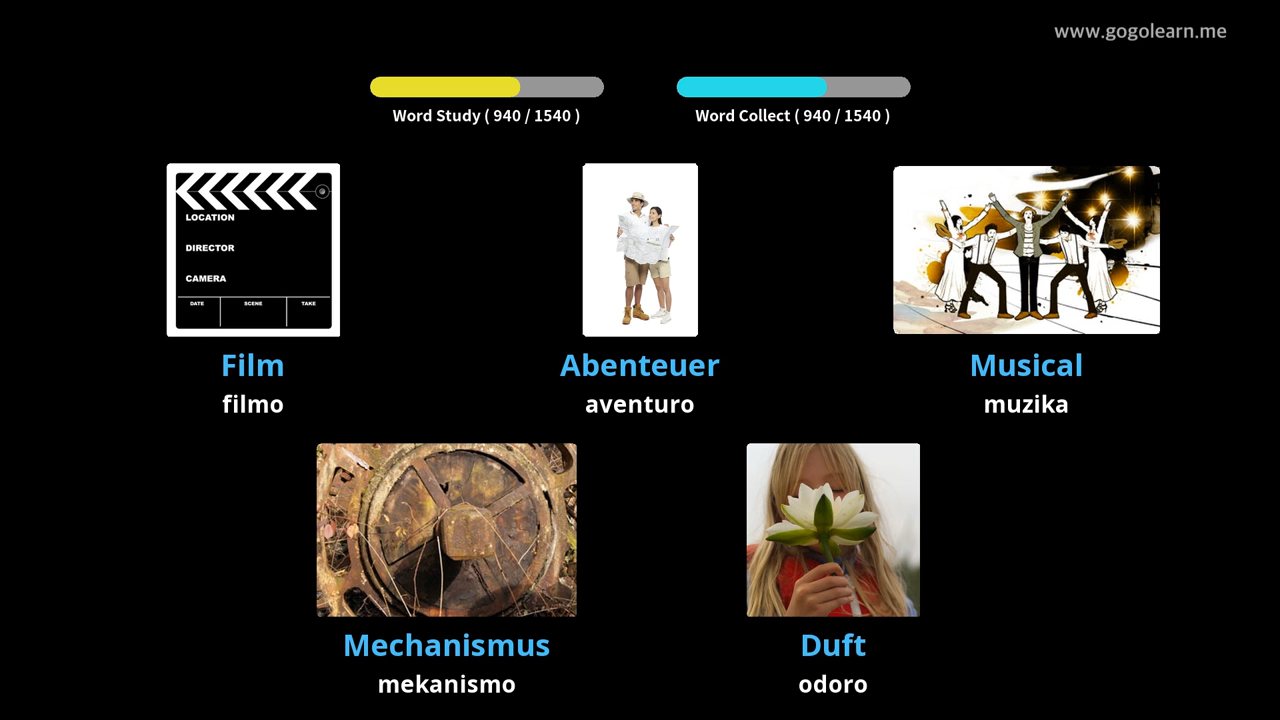 www.gogolearn.me
Word Study ( 940 / 1540 )
Word Collect ( 940 / 1540 )
LOCATION
DIRECTOR
CAMERA
DATE SCENE TAKE
Film
filmo
Abenteuer
aventuro
Musical
muzika
Mechanismus
mekanismo
Duft
odoro